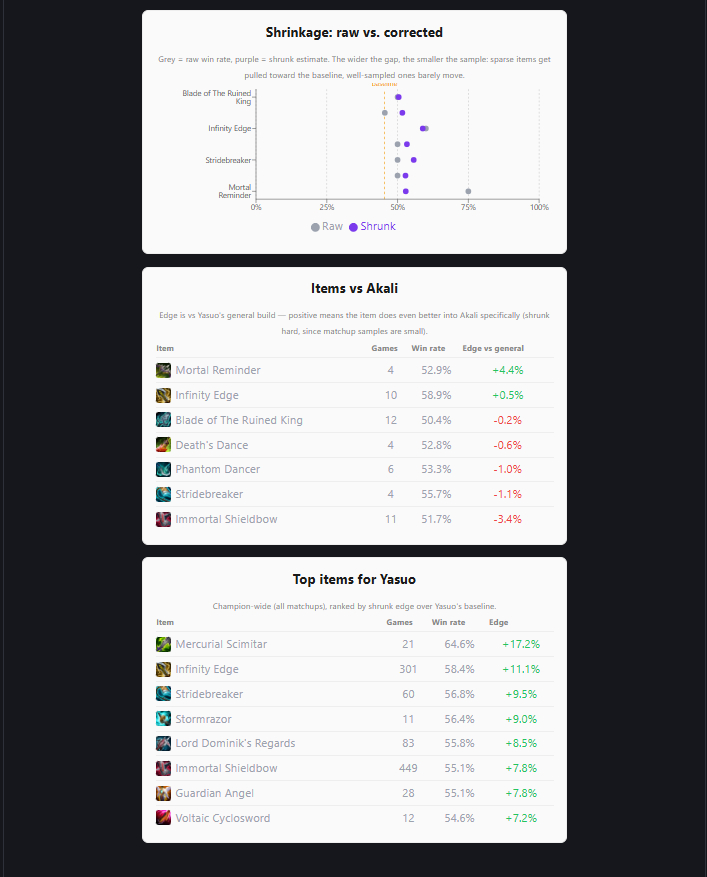 Shrinkage: raw vs. corrected
Grey = raw win rate, purple = shrunk estimate. The wider the gap, the smaller the sample: sparse items get
pulled toward the baseline, well-sampled ones barely move.
Blade of The Ruined
King
Infinity Edge
Stridebreaker
Mortal
Reminder
0% 25% 50% 75% 100%
Raw Shrunk
Items vs Akali
Edge is vs Yasuo's general build — positive means the item does even better into Akali specifically (shrunk
hard, since matchup samples are small).
Item Games Win rate Edge vs general
Mortal Reminder 4 52.9% +4.4%
Infinity Edge 10 58.9% +0.5%
Blade of The Ruined King 12 50.4% -0.2%
Death's Dance 4 52.8% -0.6%
Phantom Dancer 6 53.3% -1.0%
Stridebreaker 4 55.7% -1.1%
Immortal Shieldbow 11 51.7% -3.4%
Top items for Yasuo
Champion-wide (all matchups), ranked by shrunk edge over Yasuo's baseline.
Item Games Win rate Edge
Mercurial Scimitar 21 64.6% +17.2%
Infinity Edge 301 58.4% +11.1%
Stridebreaker 60 56.8% +9.5%
Stormrazor 11 56.4% +9.0%
Lord Dominik's Regards 83 55.8% +8.5%
Immortal Shieldbow 449 55.1% +7.8%
Guardian Angel 28 55.1% +7.8%
Voltaic Cyclosword 12 54.6% +7.2%